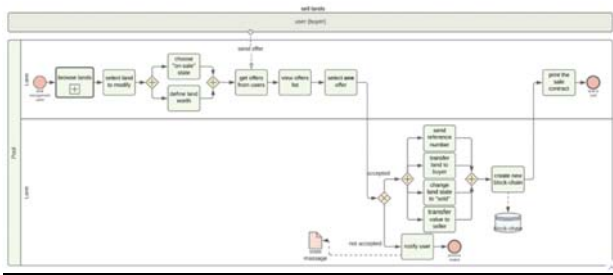 sell lands
user (buyer)
send offer
Pool
Lane
browse lands
select land
to modify
choose
"on-sale"
state
define land
worth
get offers
from users
view offers
list
select one
offer
print the
sale
contract
Lane
accepted
not accepted
send
reference
number
transfer
land to
buyer
change
land state
to "sold"
transfer
value to
seller
create new
block-chain
block-chain
notify user
message